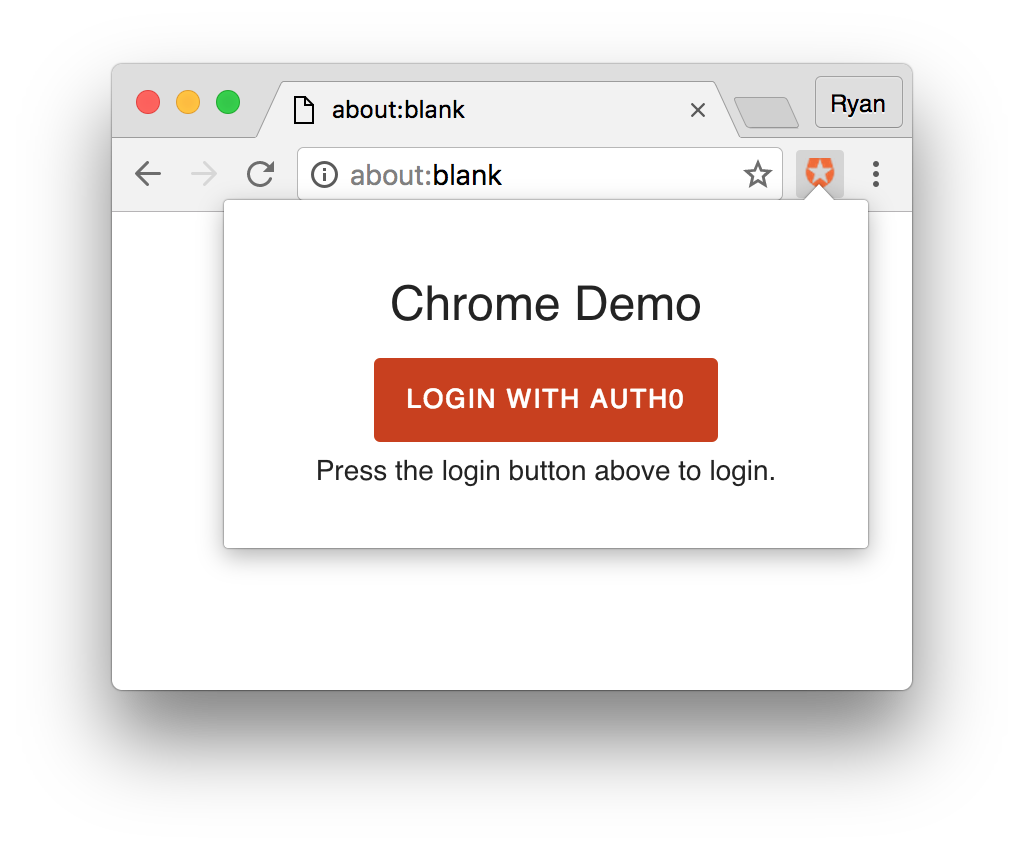 about:blank
Ryan
about:blank
Chrome Demo
LOGIN WITH AUTH0
Press the login button above to login.